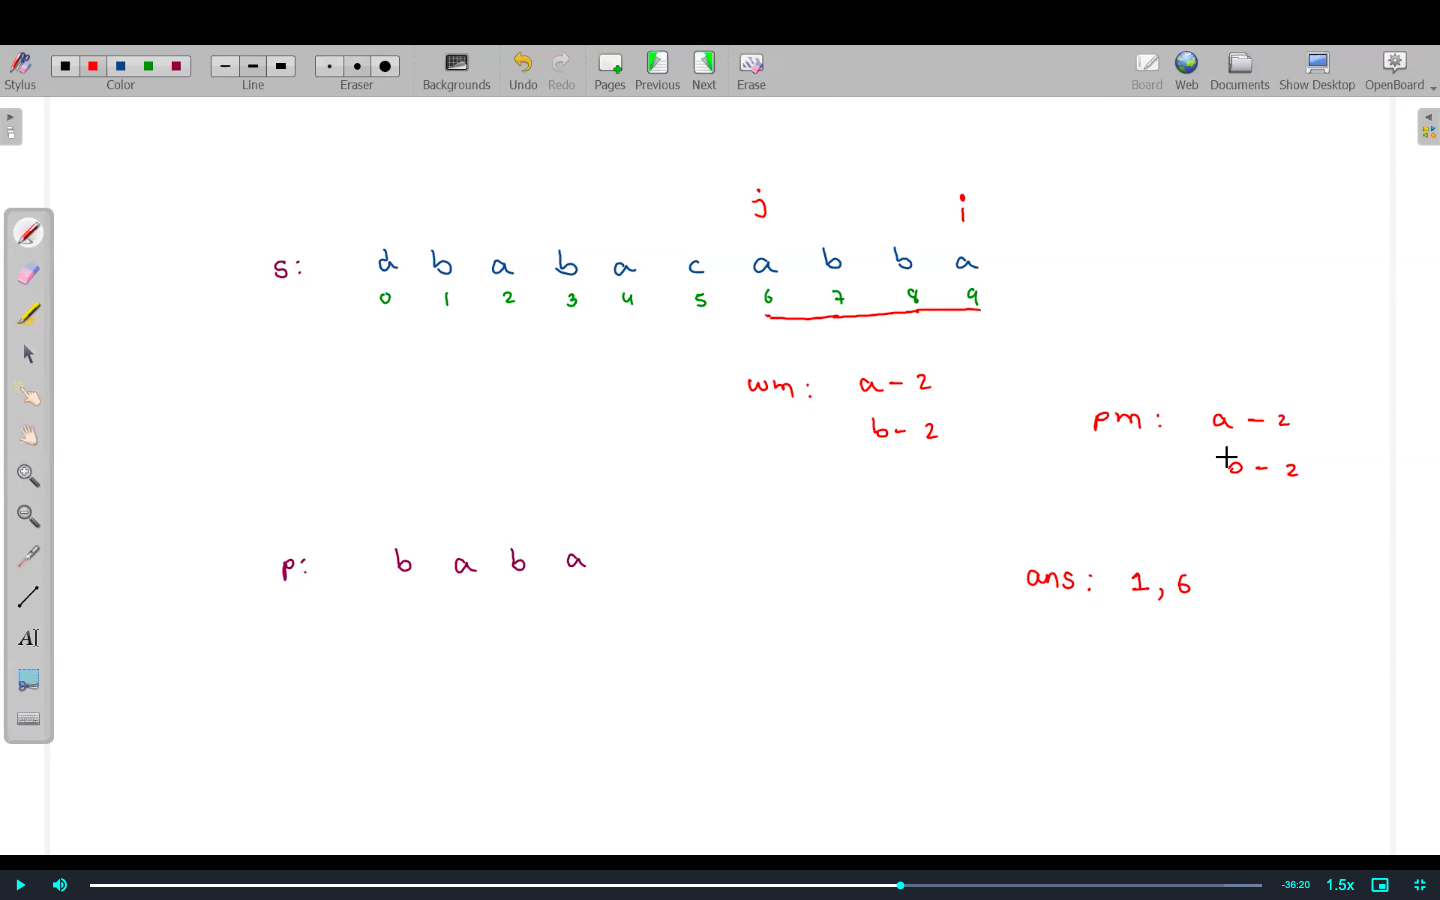 Stylus Color Line Eraser Backgrounds Undo Redo Pages Previous Next Erase Board Web Documents Show Desktop OpenBoard
j i
s: d b a b a c a b b a
0 1 2 3 4 5 6 7 8 9
wm: a - 2
b - 2
pm: a - 2
b - 2
p: b a b a
ans: 1, 6
AI
-36:20 1.5x